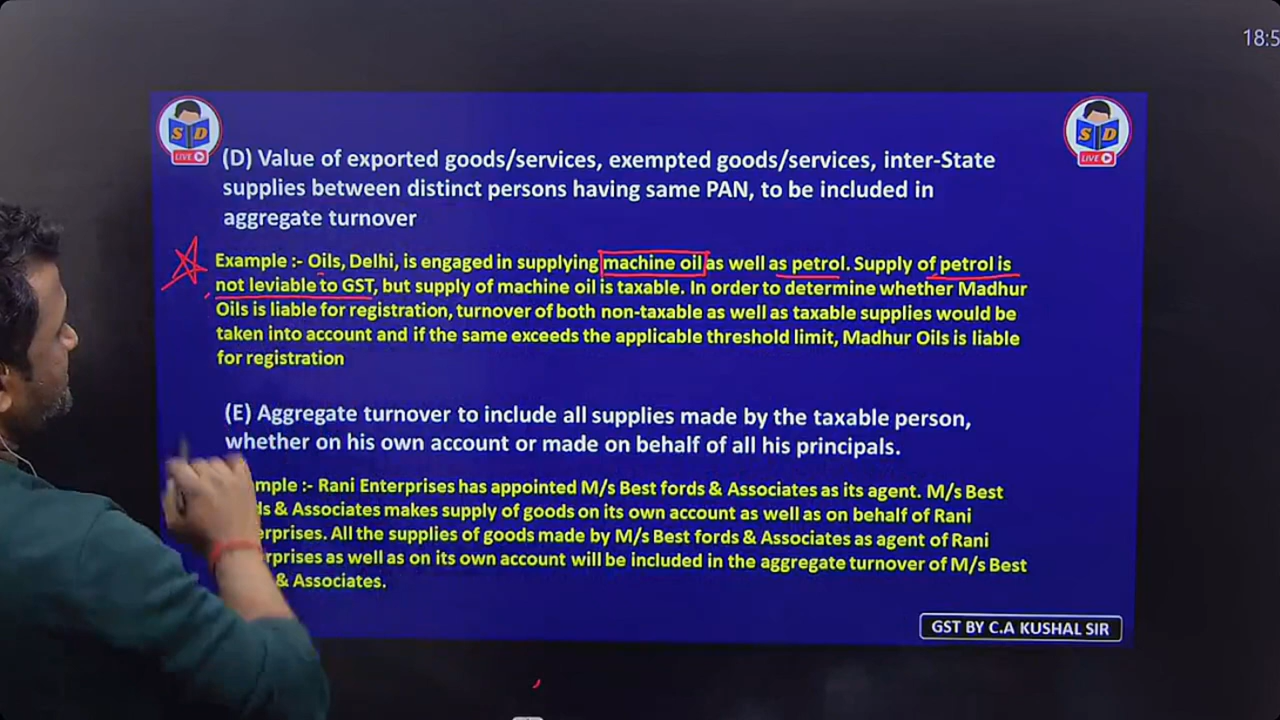 18:5
S D
LIVE
S D
LIVE
(D) Value of exported goods/services, exempted goods/services, inter-State
supplies between distinct persons having same PAN, to be included in
aggregate turnover
Example :- Oils, Delhi, is engaged in supplying machine oil as well as petrol. Supply of petrol is
not leviable to GST, but supply of machine oil is taxable. In order to determine whether Madhur
Oils is liable for registration, turnover of both non-taxable as well as taxable supplies would be
taken into account and if the same exceeds the applicable threshold limit, Madhur Oils is liable
for registration
(E) Aggregate turnover to include all supplies made by the taxable person,
whether on his own account or made on behalf of all his principals.
mple :- Rani Enterprises has appointed M/s Best fords & Associates as its agent. M/s Best
ds & Associates makes supply of goods on its own account as well as on behalf of Rani
erprises. All the supplies of goods made by M/s Best fords & Associates as agent of Rani
rprises as well as on its own account will be included in the aggregate turnover of M/s Best
& Associates.
GST BY C.A KUSHAL SIR